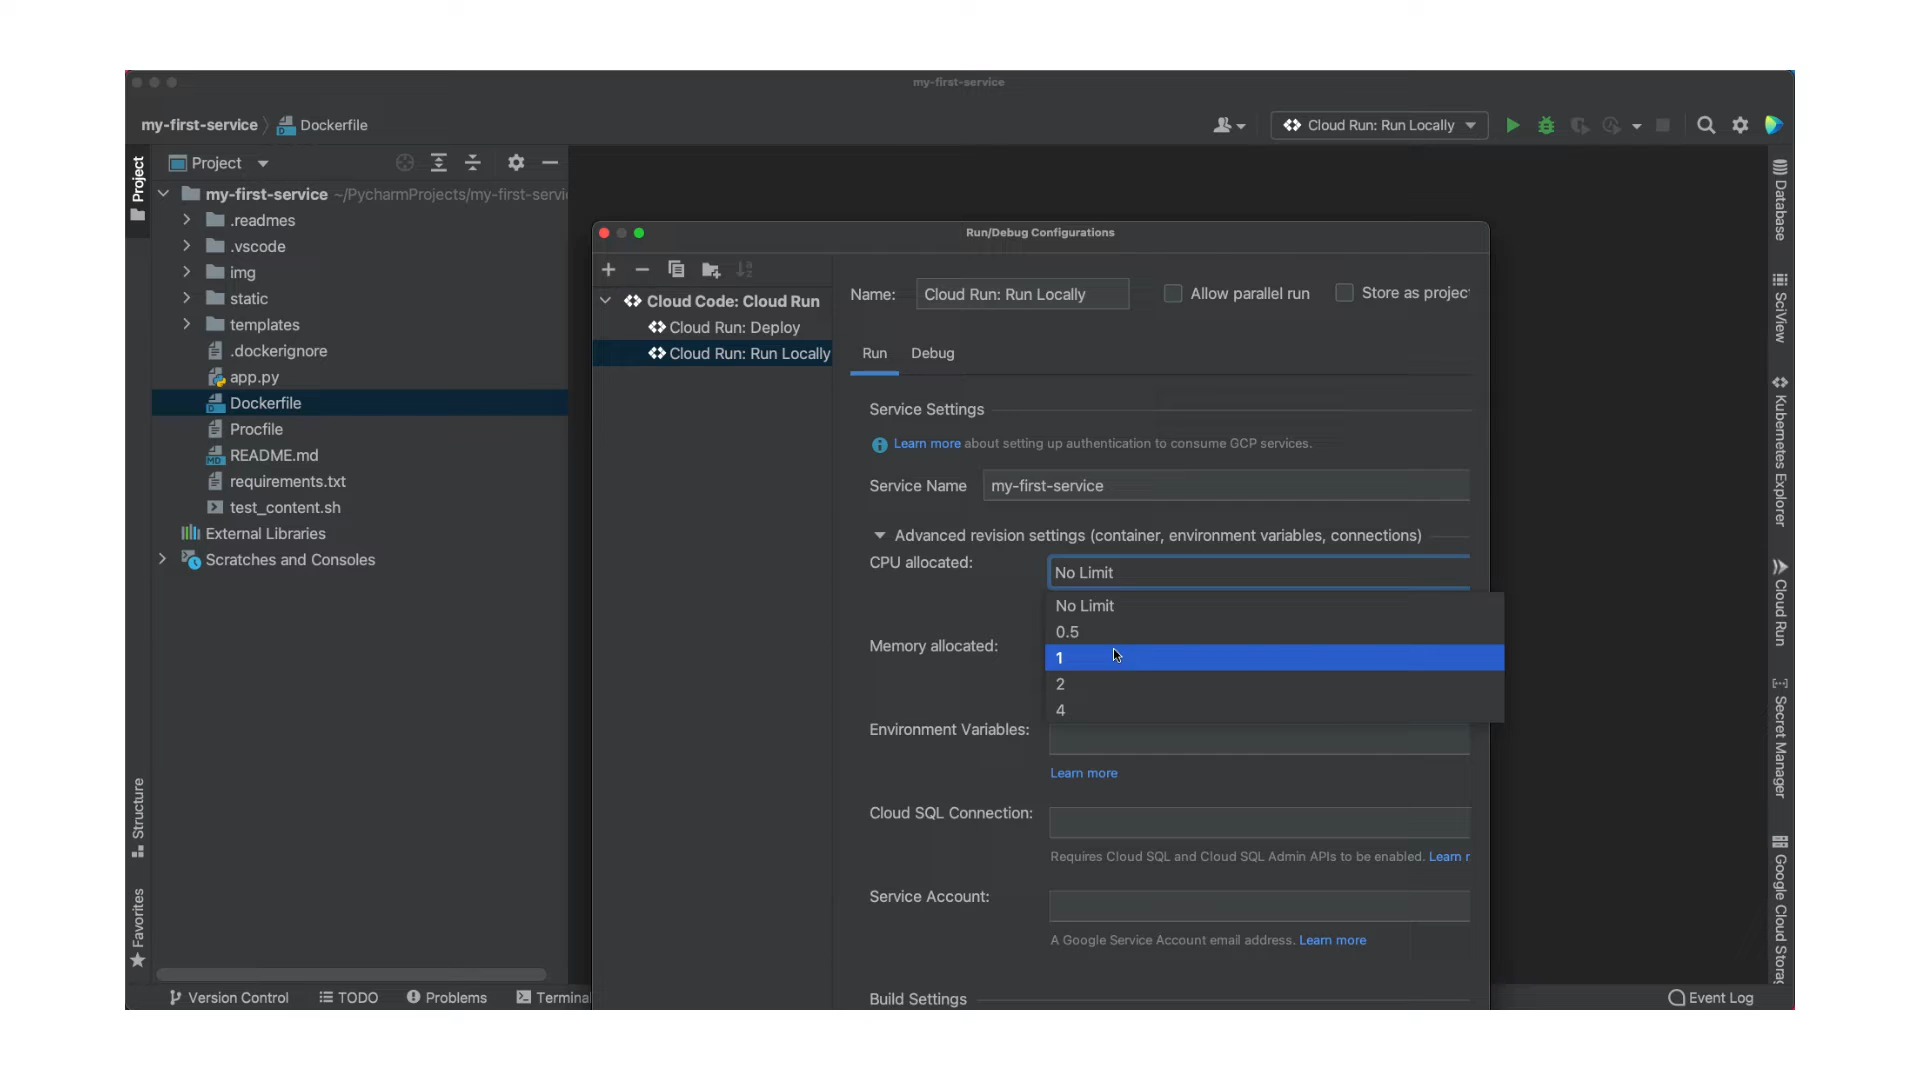 my-first-service
my-first-service
Dockerfile
Cloud Run: Run Locally
Project
Project
my-first-service ~/PycharmProjects/my-first-servi
.readmes
.vscode
img
static
templates
.dockerignore
app.py
Dockerfile
Procfile
README.md
requirements.txt
test_content.sh
External Libraries
Scratches and Consoles
Structure
Favorites
Run/Debug Configurations
Cloud Code: Cloud Run
Cloud Run: Deploy
Cloud Run: Run Locally
Name: Cloud Run: Run Locally
Allow parallel run
Store as projec
Run Debug
Service Settings
Learn more about setting up authentication to consume GCP services.
Service Name my-first-service
Advanced revision settings (container, environment variables, connections)
CPU allocated: No Limit
No Limit
0.5
1
2
4
Memory allocated:
Environment Variables:
Learn more
Cloud SQL Connection:
Requires Cloud SQL and Cloud SQL Admin APIs to be enabled. Learn r
Service Account:
A Google Service Account email address. Learn more
Build Settings
Database
SciView
Kubernetes Explorer
Cloud Run
Secret Manager
Google Cloud Storag
Version Control
TODO
Problems
Terminal
Event Log